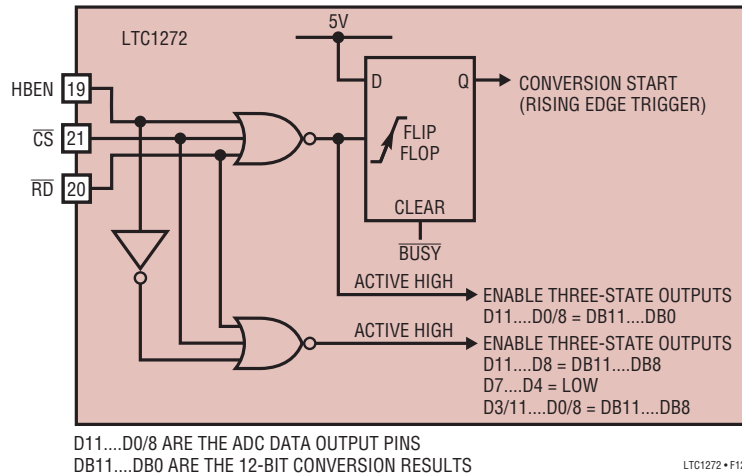 LTC1272
5V
HBEN 19
CS 21
RD 20
D Q
CONVERSION START
(RISING EDGE TRIGGER)
FLIP
FLOP
CLEAR
BUSY
ACTIVE HIGH
ENABLE THREE-STATE OUTPUTS
D11....D0/8 = DB11....DB0
ACTIVE HIGH
ENABLE THREE-STATE OUTPUTS
D11....D8 = DB11....DB8
D7....D4 = LOW
D3/11....D0/8 = DB11....DB8
D11....D0/8 ARE THE ADC DATA OUTPUT PINS
DB11....DB0 ARE THE 12-BIT CONVERSION RESULTS